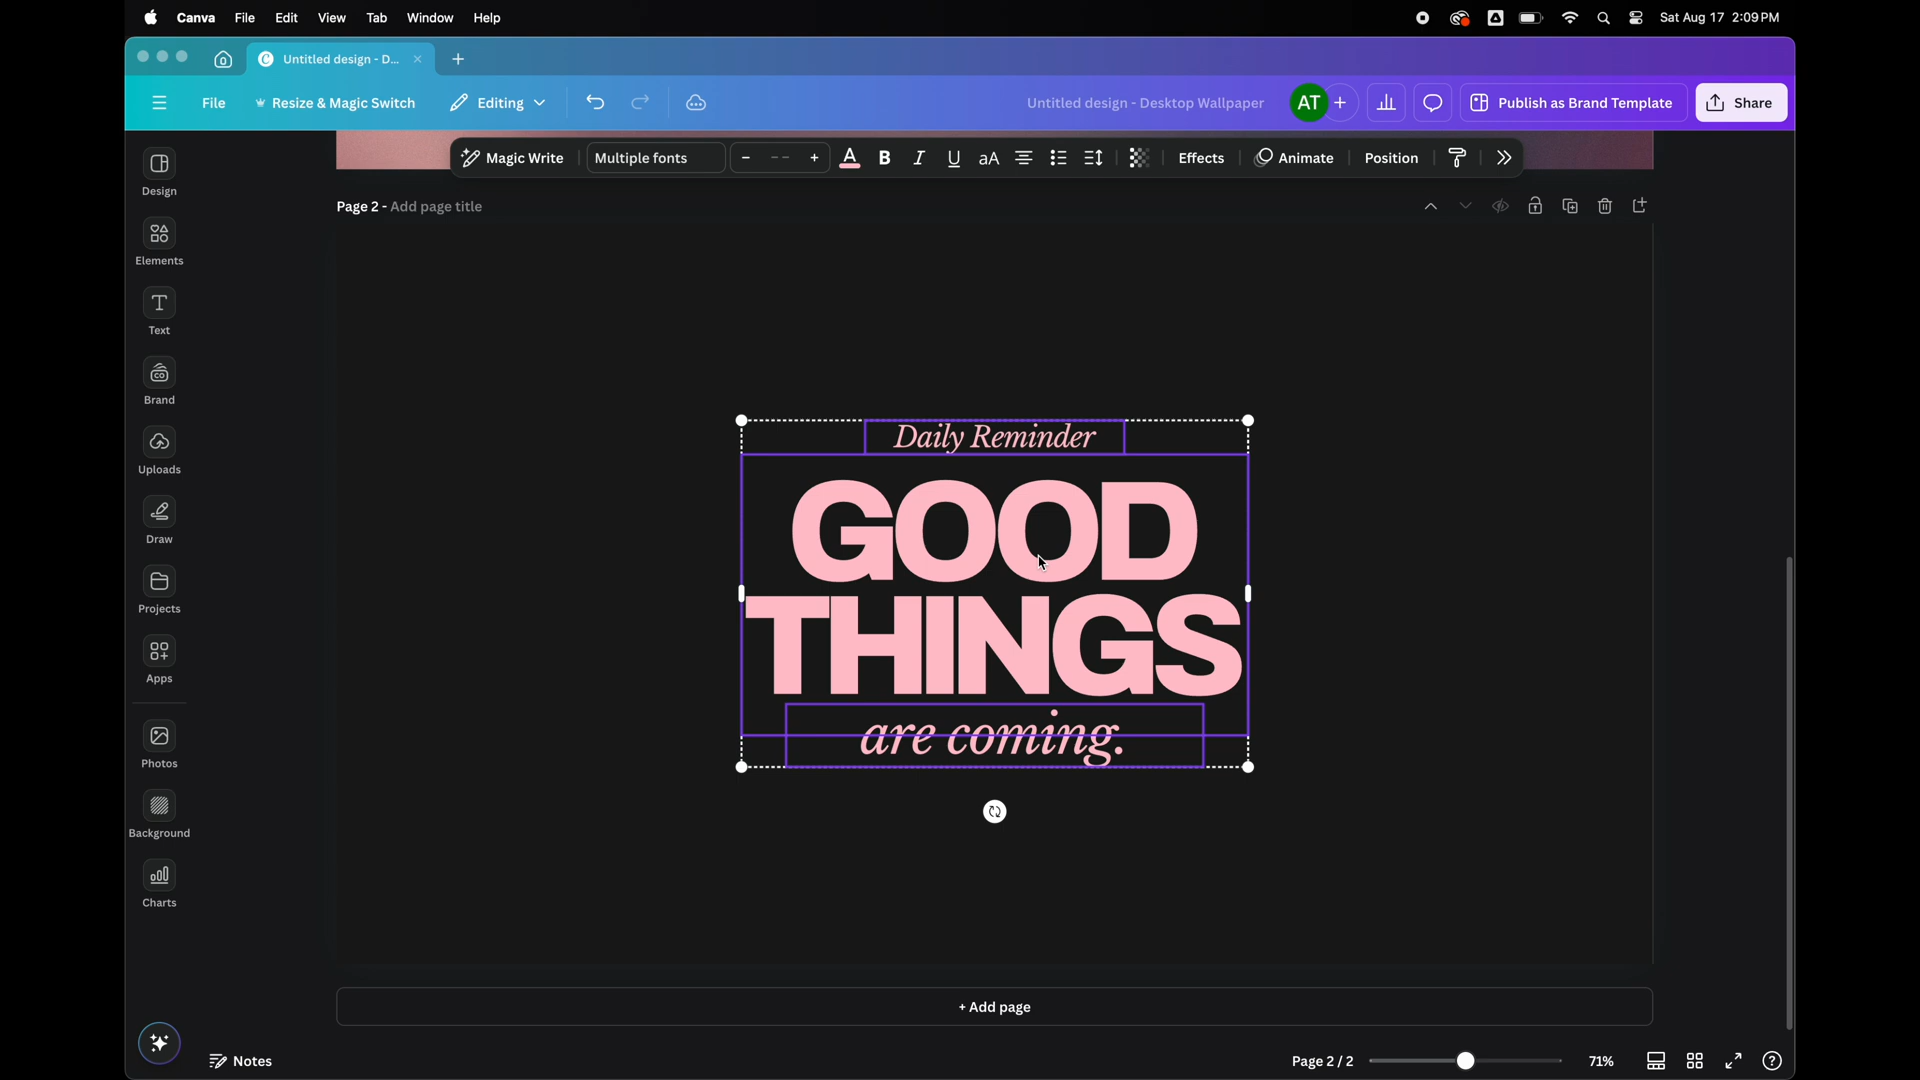 Canva File Edit View Tab Window Help
Sat Aug 17 2:09 PM
Untitled design - D...
File Resize & Magic Switch Editing
Untitled design - Desktop Wallpaper AT Publish as Brand Template Share
Magic Write Multiple fonts - -- + A B I U aA Effects Animate Position
Page 2 - Add page title
Design
Elements
Text
Brand
Uploads
Draw
Projects
Apps
Photos
Background
Charts
Daily Reminder
GOOD
THINGS
are coming.
+ Add page
Notes
Page 2 / 2 71%